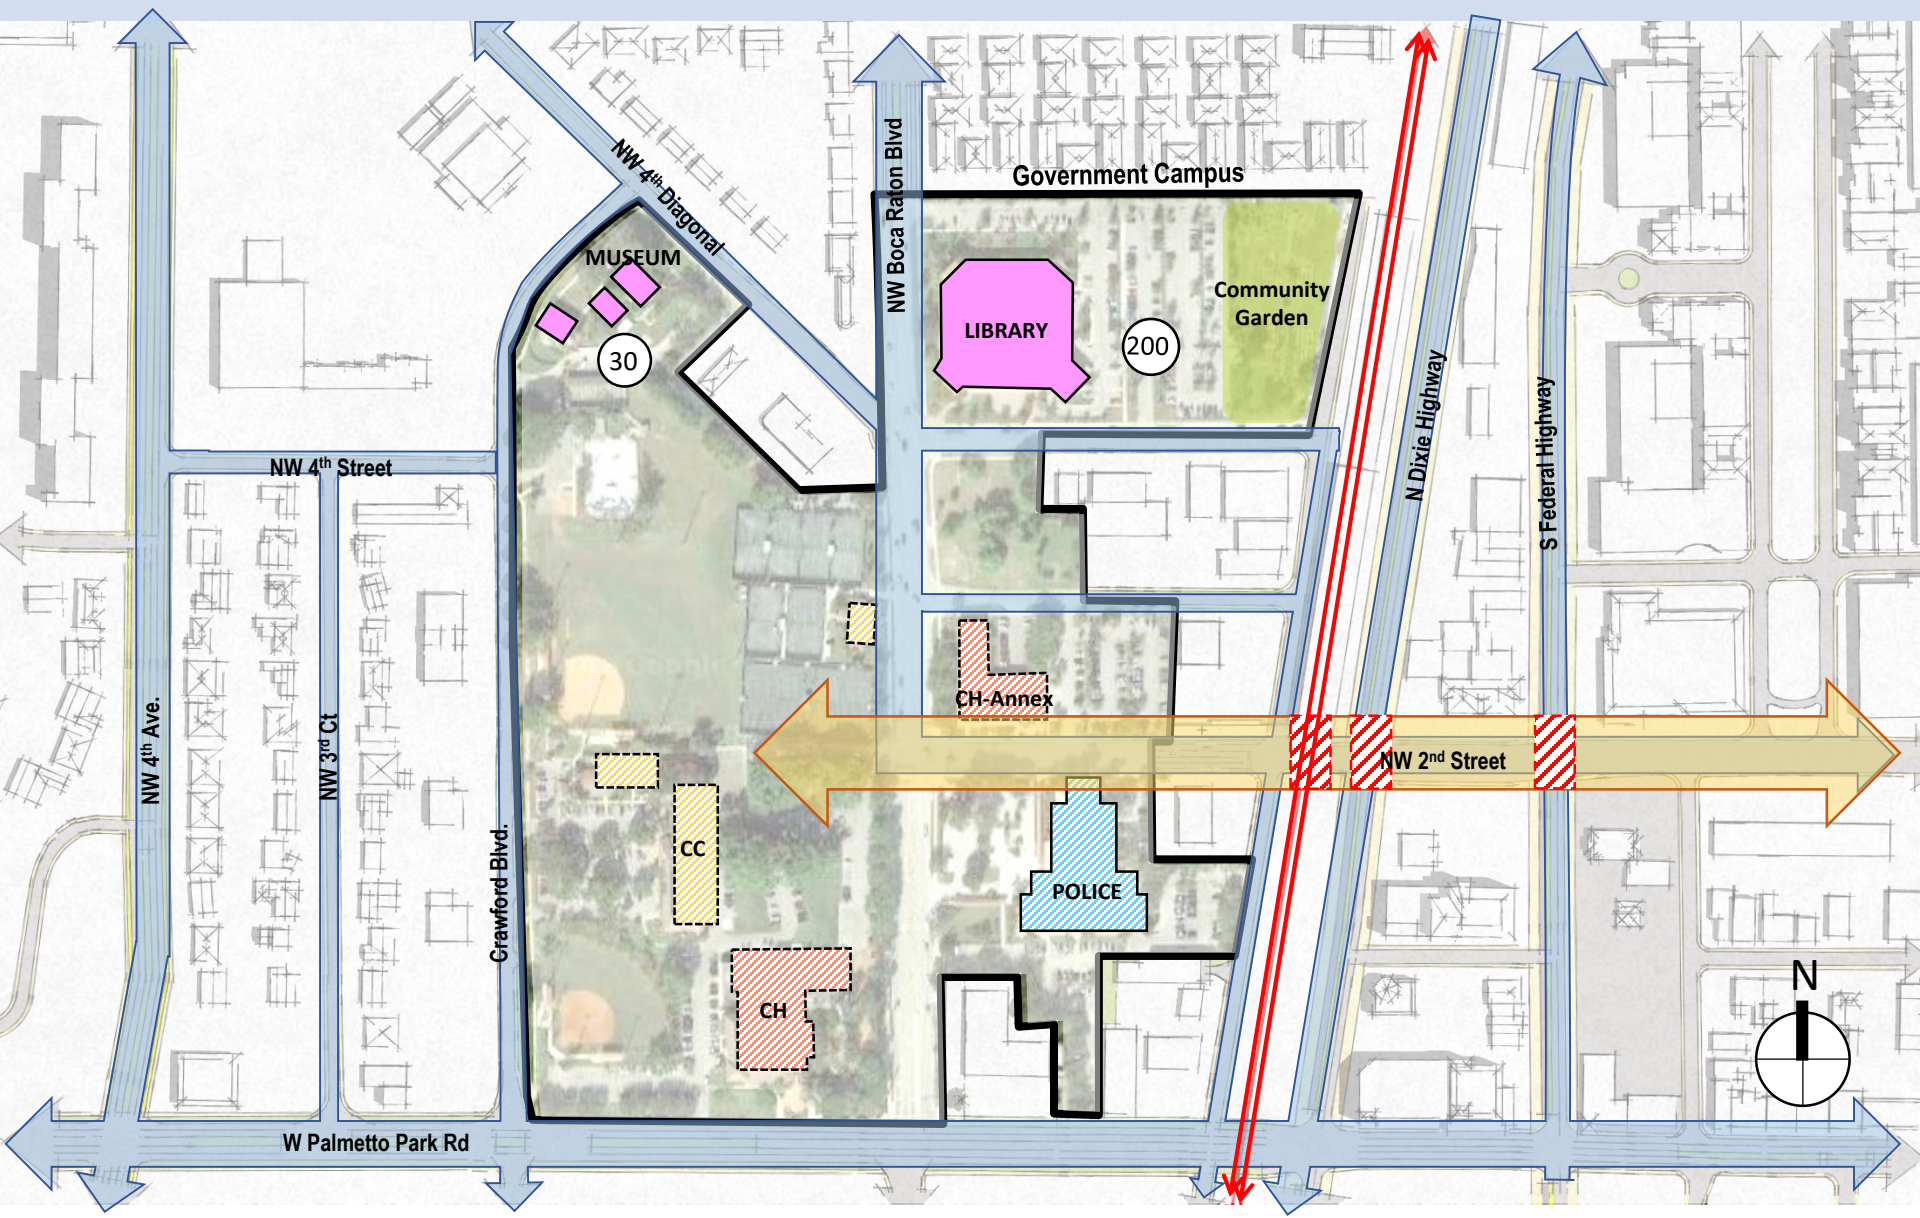 Government Campus
NW 4th Diagonal
NW Boca Raton Blvd
MUSEUM
30
LIBRARY
200
Community
Garden
N Dixie Highway
S Federal Highway
NW 4th Street
NW 4th Ave.
NW 3rd Ct
Crawford Blvd.
CH-Annex
NW 2nd Street
CC
POLICE
CH
N
W Palmetto Park Rd